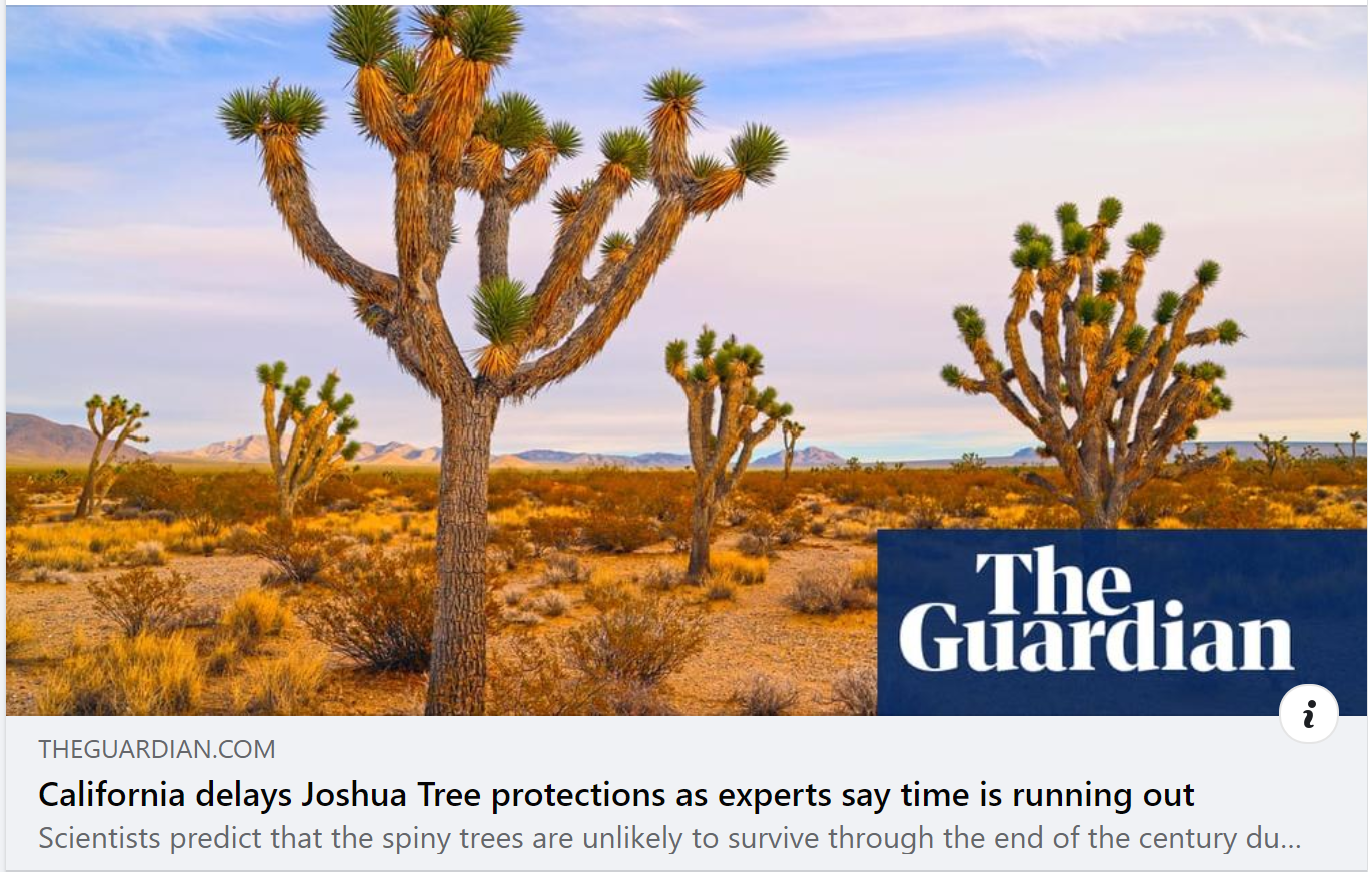 The
Guardian
i
THEGUARDIAN.COM
California delays Joshua Tree protections as experts say time is running out
Scientists predict that the spiny trees are unlikely to survive through the end of the century du...